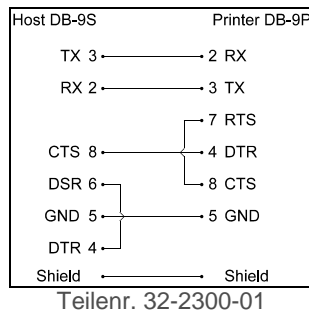 Host DB-9S Printer DB-9P
TX 3 2 RX
RX 2 3 TX
7 RTS
CTS 8 4 DTR
DSR 6 8 CTS
GND 5 5 GND
DTR 4
Shield Shield
Teilenr. 32-2300-01